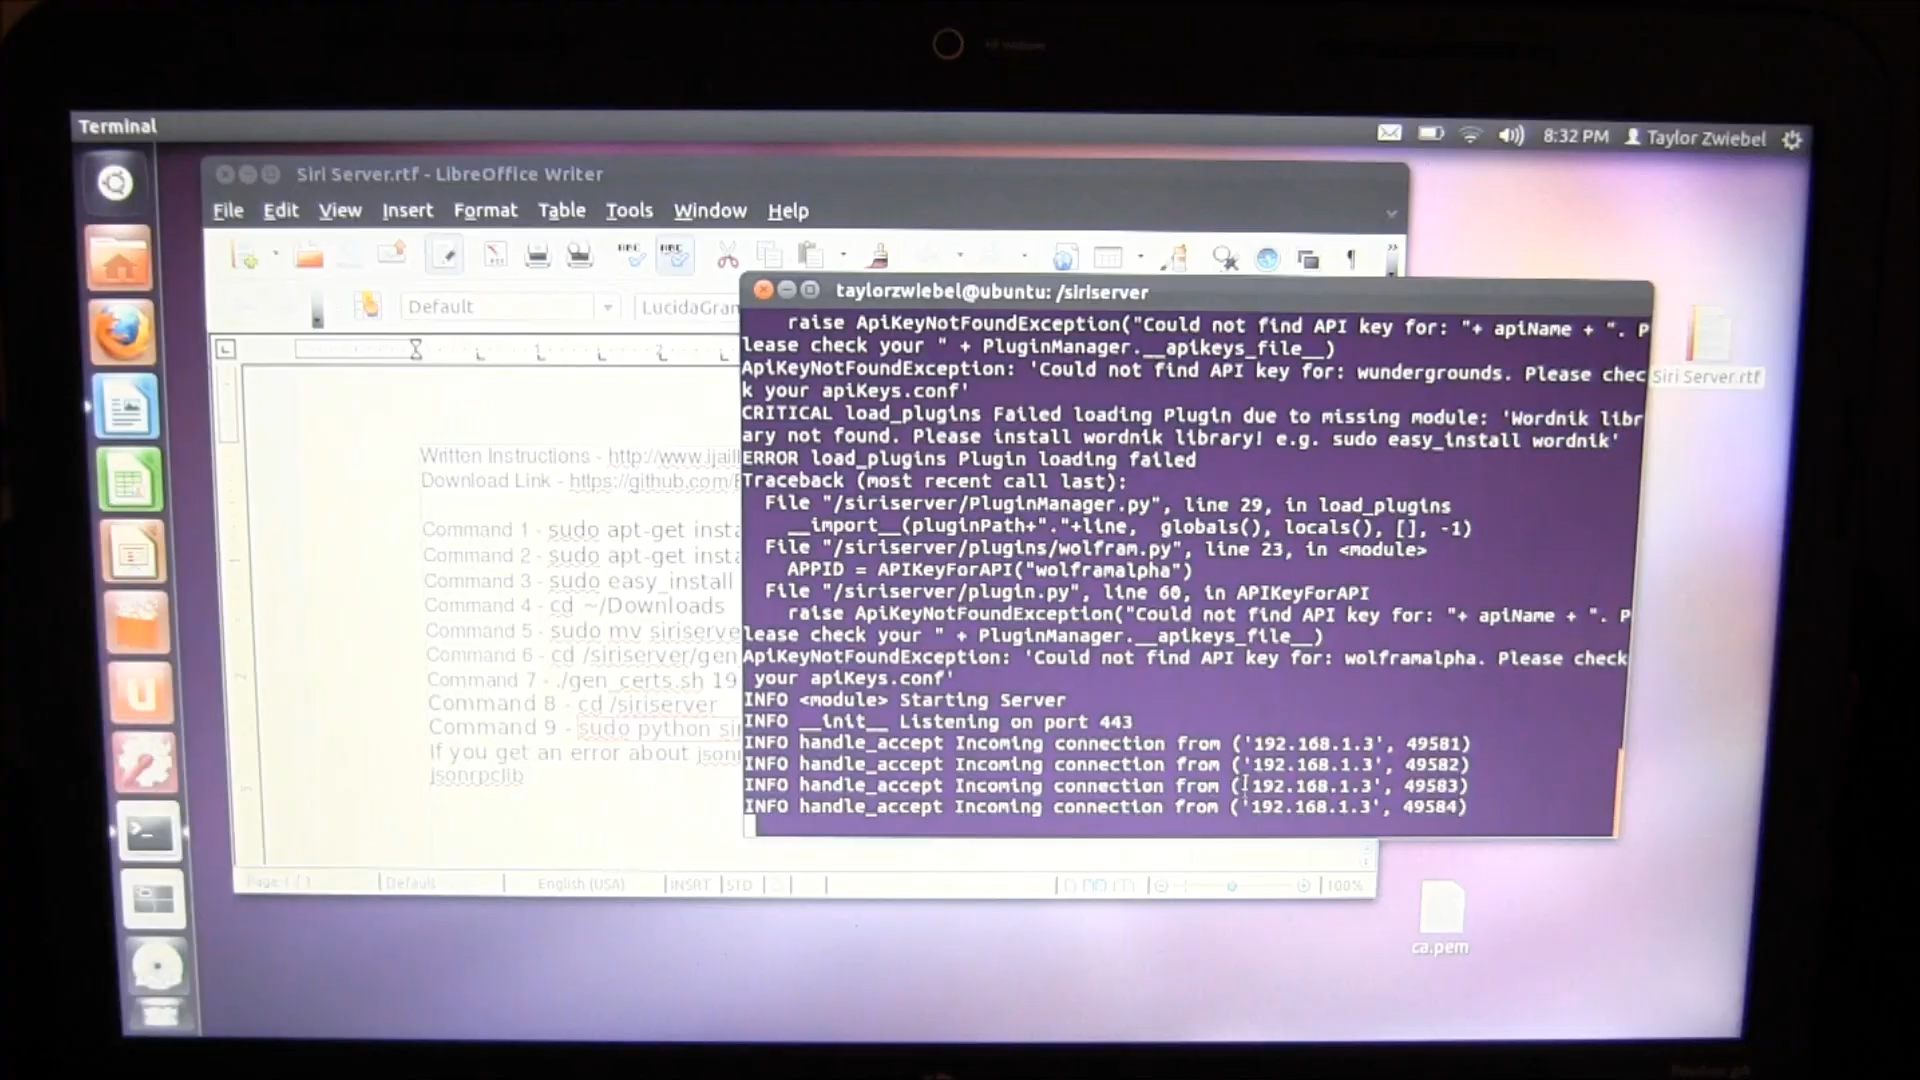 Terminal
8:32 PM
Taylor Zwiebel
Siri Server.rtf - LibreOffice Writer
File Edit View Insert Format Table Tools Window Help
Default
LucidaGran
Written Instructions - http://www.ijaill
Download Link - https://github.com/
Command 1 - sudo apt-get insta
Command 2 - sudo apt-get insta
Command 3 - sudo easy_install
Command 4 - cd ~/Downloads
Command 5 - sudo mv siriserve
Command 6 - cd /siriserver/gen
Command 7 - ./gen_certs.sh 19
Command 8 - cd /siriserver
Command 9 - sudo python sir
If you get an error about jsonr
jsonrpclib
Default
English (USA)
INSRT
STD
100%
taylorzwiebel@ubuntu: /siriserver
raise ApiKeyNotFoundException("Could not find API key for: "+ apiName + ". P
lease check your " + PluginManager.__apikeys_file__)
ApiKeyNotFoundException: 'Could not find API key for: wundergrounds. Please chec
k your apiKeys.conf'
CRITICAL load_plugins Failed loading Plugin due to missing module: 'Wordnik libr
ary not found. Please install wordnik library! e.g. sudo easy_install wordnik'
ERROR load_plugins Plugin loading failed
Traceback (most recent call last):
File "/siriserver/PluginManager.py", line 29, in load_plugins
__import__(pluginPath+"."+line,  globals(), locals(), [], -1)
File "/siriserver/plugins/wolfram.py", line 23, in <module>
APPID = APIKeyForAPI("wolframalpha")
File "/siriserver/plugin.py", line 60, in APIKeyForAPI
raise ApiKeyNotFoundException("Could not find API key for: "+ apiName + ". P
lease check your " + PluginManager.__apikeys_file__)
ApiKeyNotFoundException: 'Could not find API key for: wolframalpha. Please check
your apiKeys.conf'
INFO <module> Starting Server
INFO __init__ Listening on port 443
INFO handle_accept Incoming connection from ('192.168.1.3', 49581)
INFO handle_accept Incoming connection from ('192.168.1.3', 49582)
INFO handle_accept Incoming connection from ('192.168.1.3', 49583)
INFO handle_accept Incoming connection from ('192.168.1.3', 49584)
Siri Server.rtf
ca.pem